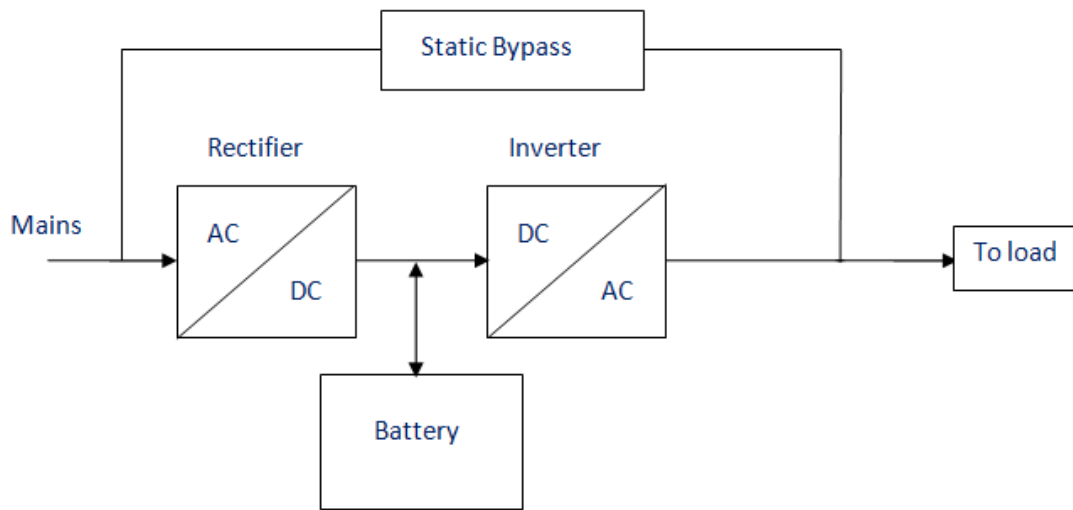 Static Bypass
Rectifier
Inverter
Mains
AC
DC
DC
AC
To load
Battery